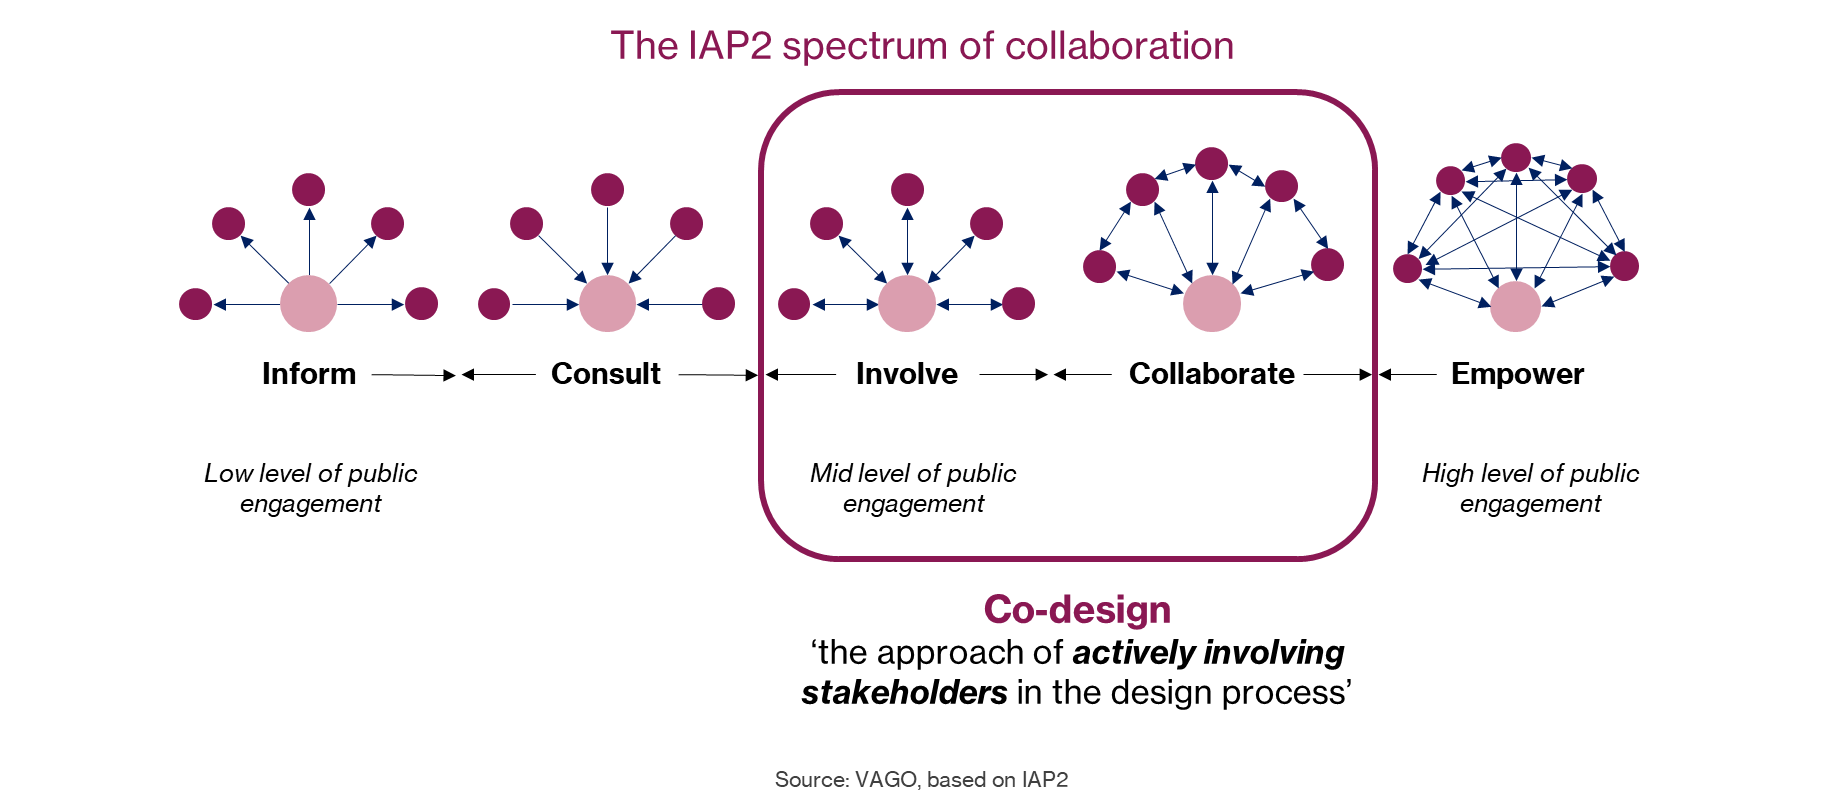 The IAP2 spectrum of collaboration
Inform
Consult
Involve
Collaborate
Empower
Low level of public
engagement
Mid level of public
engagement
High level of public
engagement
Co-design
‘the approach of actively involving
stakeholders in the design process’
Source: VAGO, based on IAP2